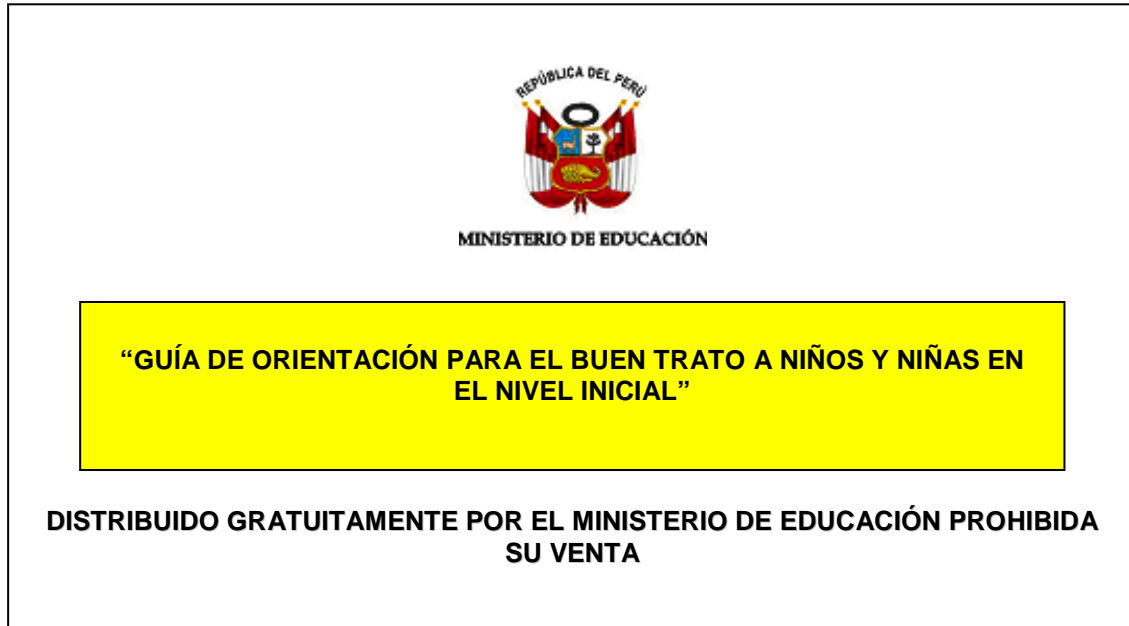 REPÚBLICA DEL PERÚ
MINISTERIO DE EDUCACIÓN
“GUÍA DE ORIENTACIÓN PARA EL BUEN TRATO A NIÑOS Y NIÑAS EN
EL NIVEL INICIAL”
DISTRIBUIDO GRATUITAMENTE POR EL MINISTERIO DE EDUCACIÓN PROHIBIDA
SU VENTA